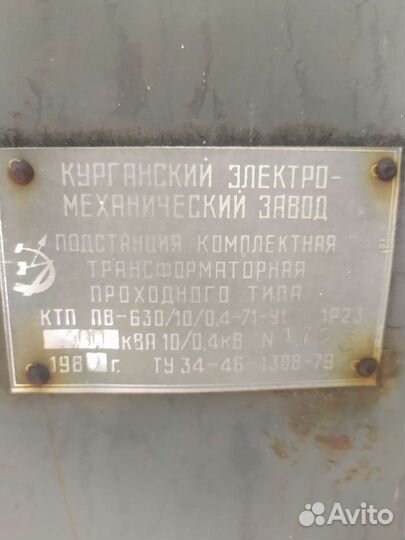 КУРГАНСКИЙ ЭЛЕКТРО-
МЕХАНИЧЕСКИЙ ЗАВОД
ПОДСТАНЦИЯ КОМПЛЕКТНАЯ
ТРАНСФОРМАТОРНАЯ
ПРОХОДНОГО ТИПА
КТП ПВ-630/10/0,4-71-У1 1Р23
кВА 10/0,4кВ N
г. ТУ 34-46-1388-79
Avito